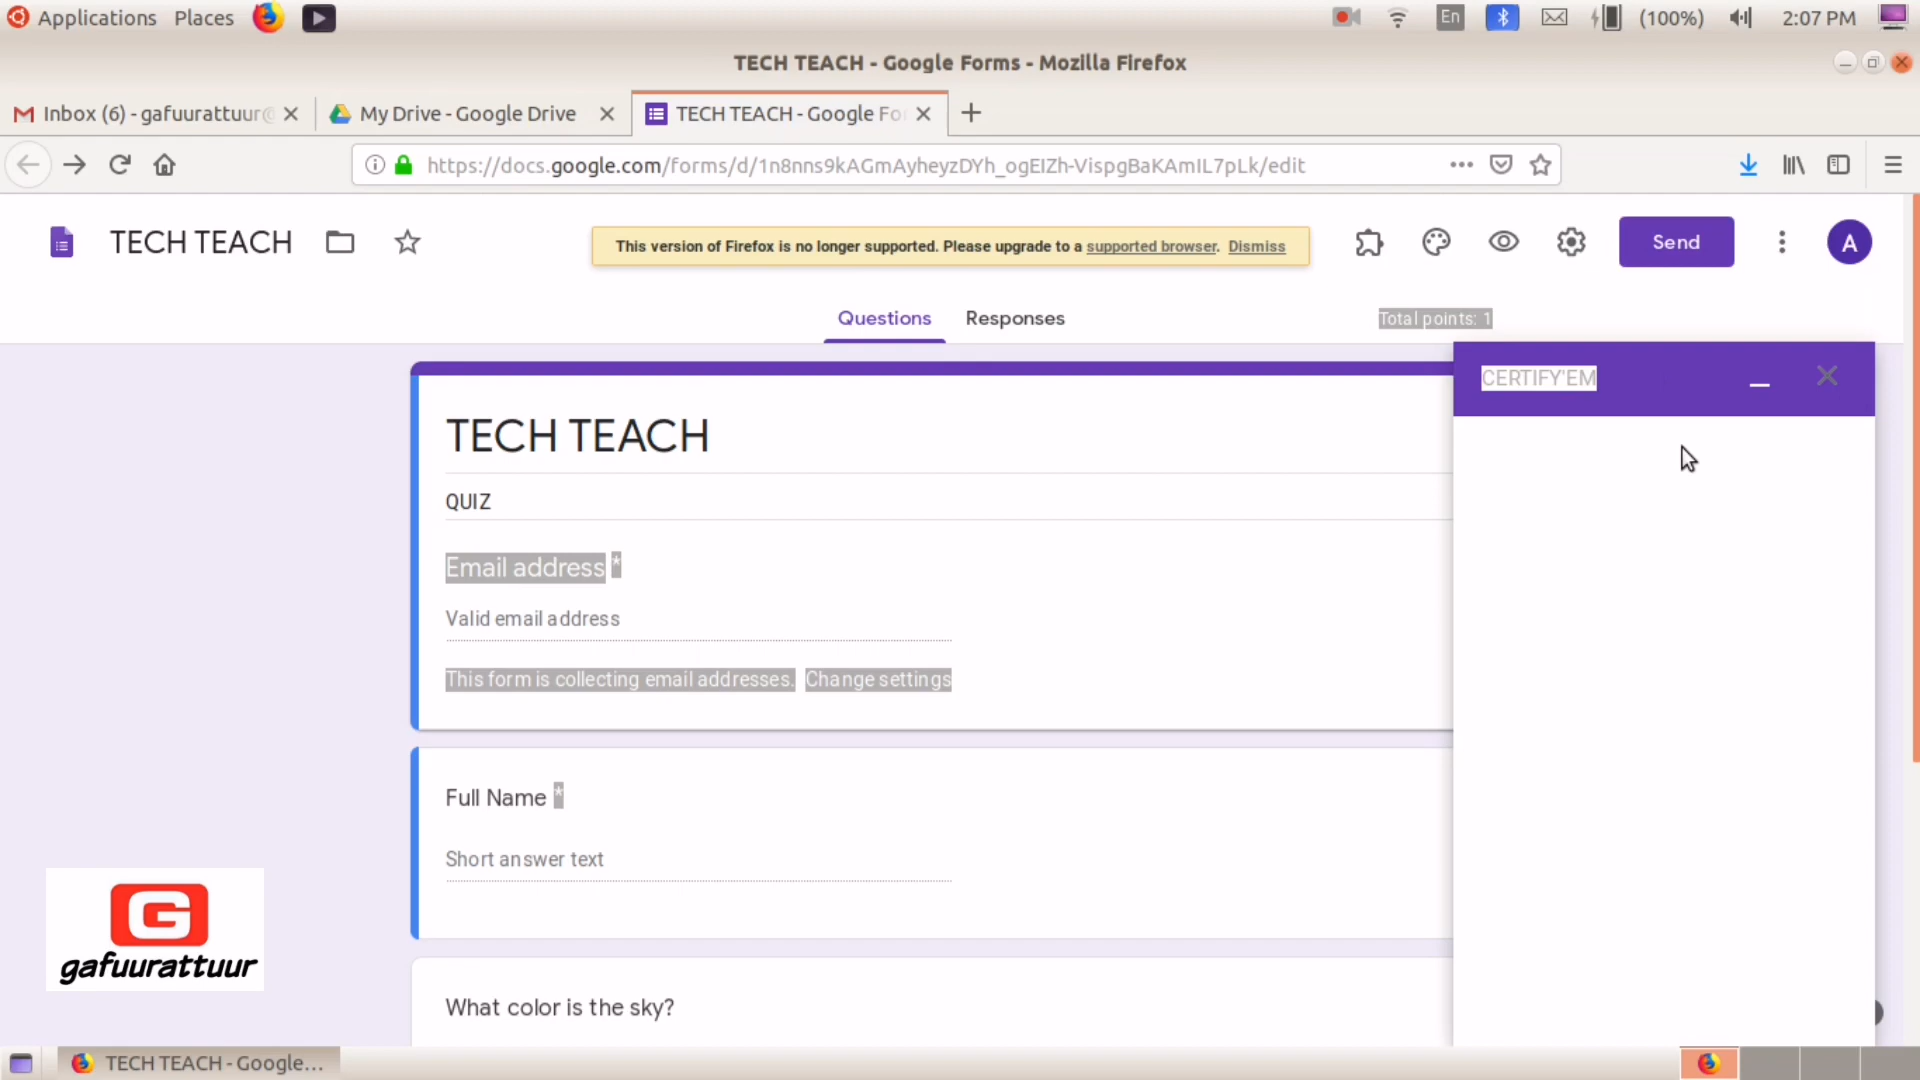 Applications Places En (100%) 2:07 PM
TECH TEACH - Google Forms - Mozilla Firefox
Inbox (6) - gafuurattuur@ My Drive - Google Drive TECH TEACH - Google For
https://docs.google.com/forms/d/1n8nns9kAGmAyheyzDYh_ogEIZh-VispgBaKAmIL7pLk/edit
TECH TEACH This version of Firefox is no longer supported. Please upgrade to a supported browser. Dismiss Send A
Questions Responses Total points: 1
CERTIFY'EM
TECH TEACH
QUIZ
Email address *
Valid email address
This form is collecting email addresses. Change settings
Full Name *
Short answer text
G
gafuurattuur
What color is the sky?
TECH TEACH - Google...